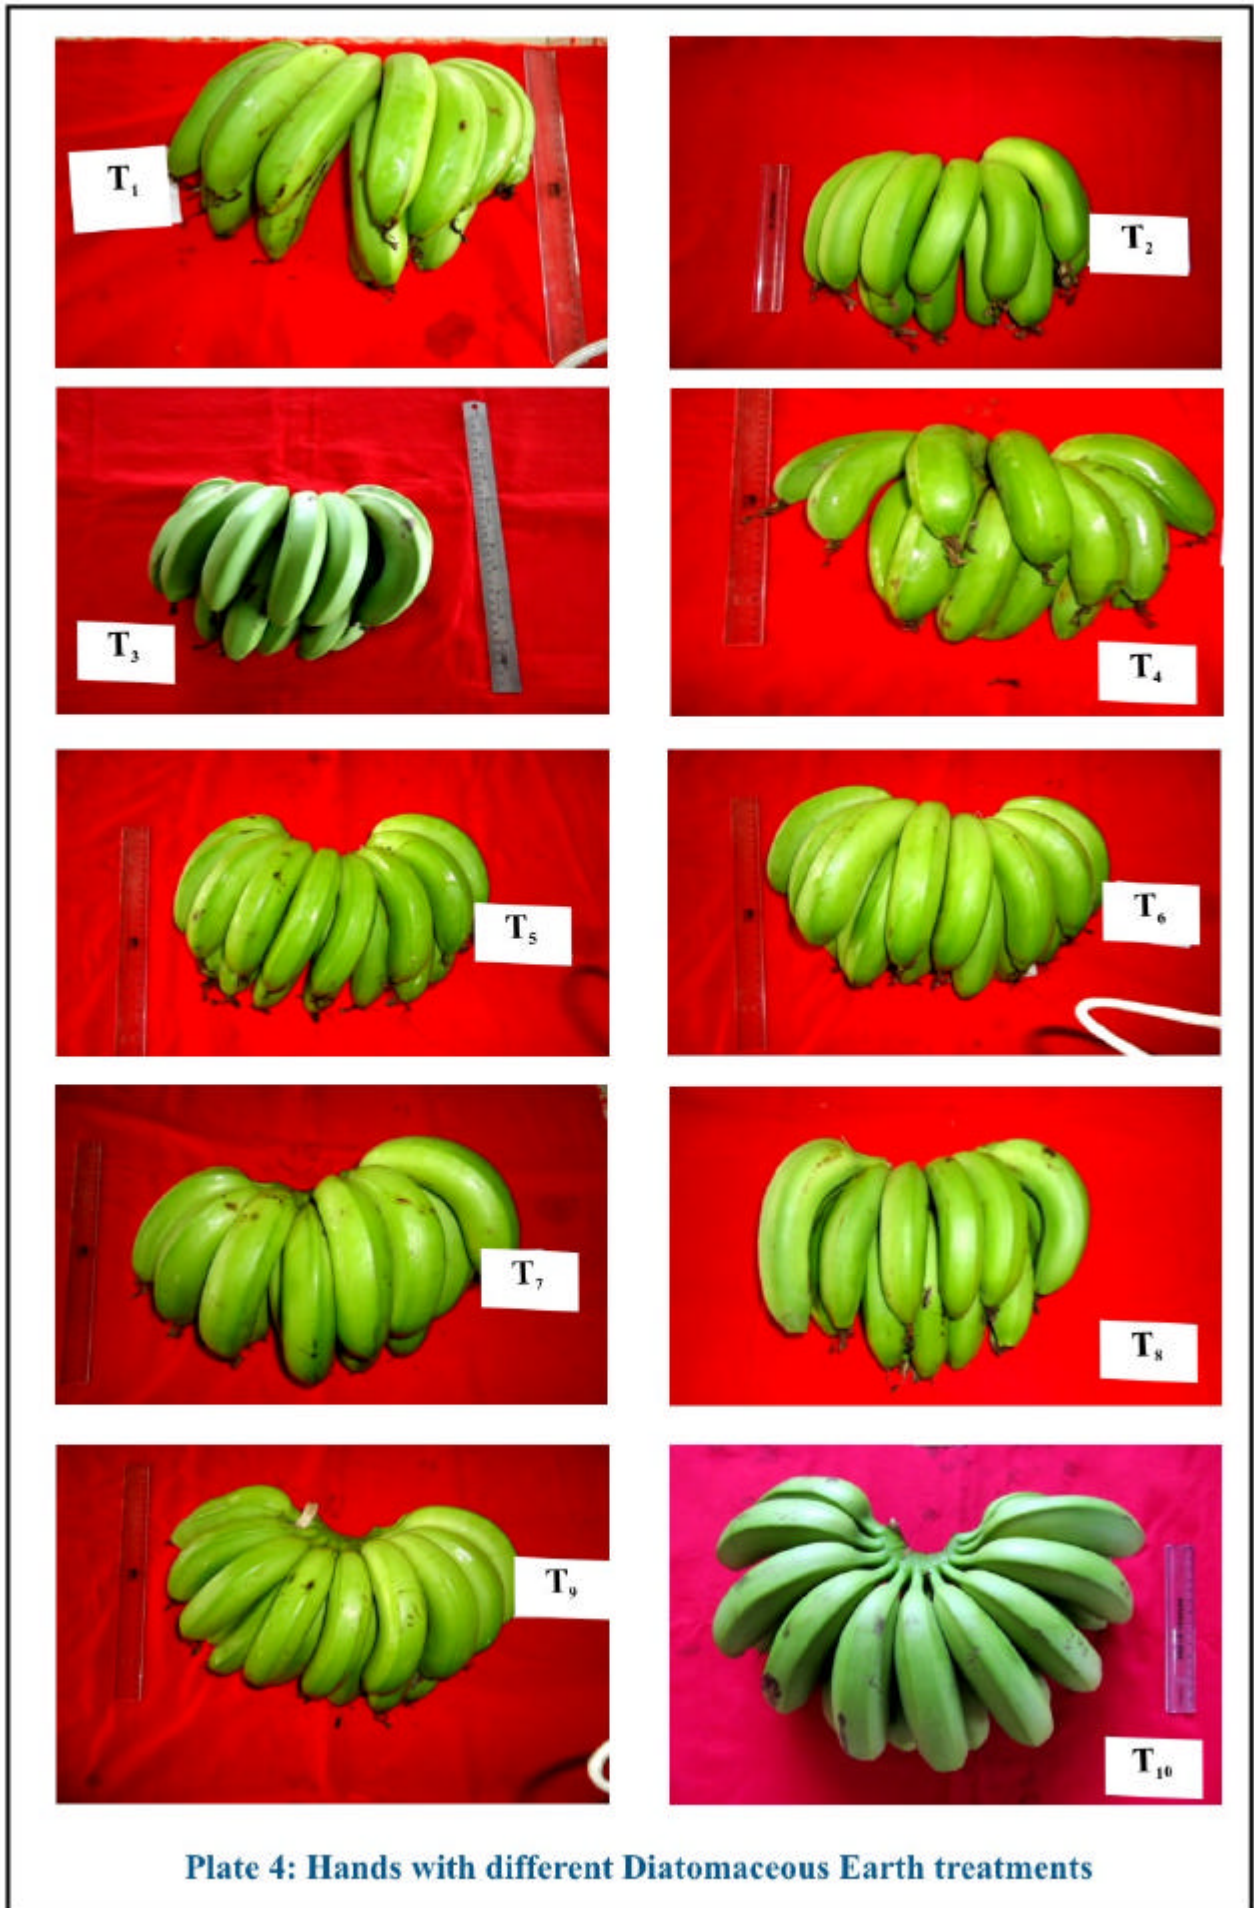 T₁
T₂
T₃
T₄
T₅
T₆
T₇
T₈
T₉
T₁₀
Plate 4: Hands with different Diatomaceous Earth treatments